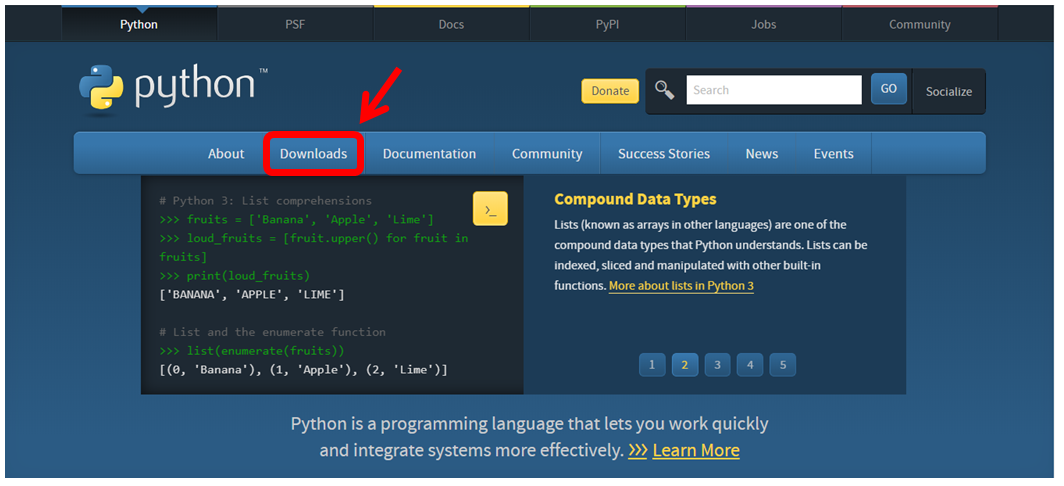 Python
PSF
Docs
PyPI
Jobs
Community
python™
Donate
Search
GO
Socialize
About
Downloads
Documentation
Community
Success Stories
News
Events
# Python 3: List comprehensions
>>> fruits = ['Banana', 'Apple', 'Lime']
>>> loud_fruits = [fruit.upper() for fruit in
fruits]
>>> print(loud_fruits)
['BANANA', 'APPLE', 'LIME']
# List and the enumerate function
>>> list(enumerate(fruits))
[(0, 'Banana'), (1, 'Apple'), (2, 'Lime')]
>_
Compound Data Types
Lists (known as arrays in other languages) are one of the
compound data types that Python understands. Lists can be
indexed, sliced and manipulated with other built-in
functions. More about lists in Python 3
1
2
3
4
5
Python is a programming language that lets you work quickly
and integrate systems more effectively. >>> Learn More